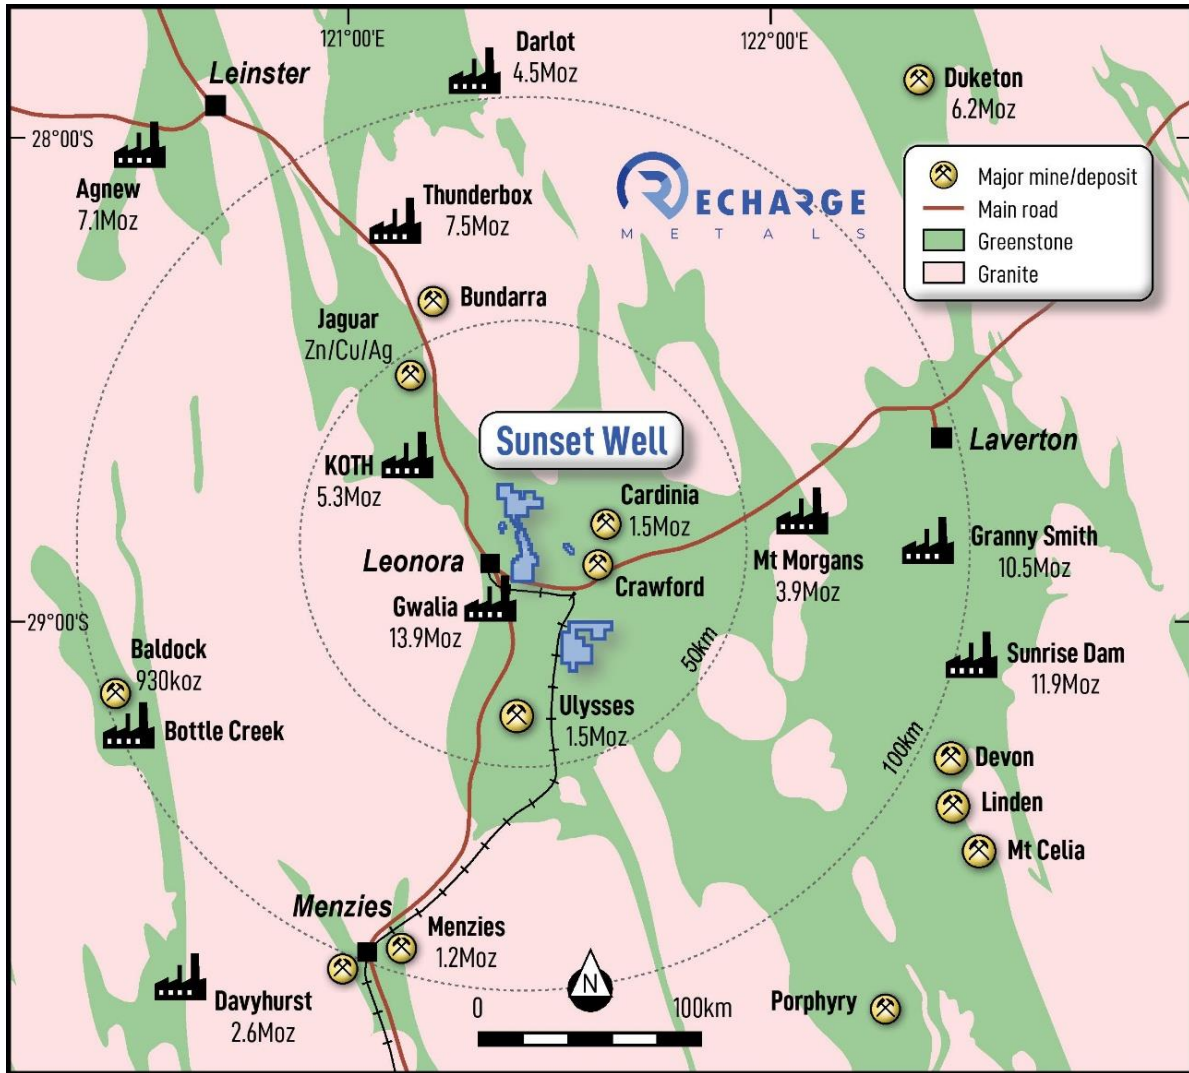 121°00'E
122°00'E
Darlot
4.5Moz
Leinster
Duketon
6.2Moz
28°00'S
Agnew
7.1Moz
Thunderbox
7.5Moz
RECHARGE
METALS
Major mine/deposit
Main road
Greenstone
Granite
Bundarra
Jaguar
Zn/Cu/Ag
Sunset Well
Laverton
KOTH
5.3Moz
Cardinia
1.5Moz
Leonora
Mt Morgans
3.9Moz
Granny Smith
10.5Moz
Crawford
Gwalia
13.9Moz
29°00'S
50km
Baldock
930koz
Sunrise Dam
11.9Moz
Bottle Creek
Ulysses
1.5Moz
100km
Devon
Linden
Mt Celia
Menzies
Menzies
1.2Moz
N
Davyhurst
2.6Moz
0
100km
Porphyry